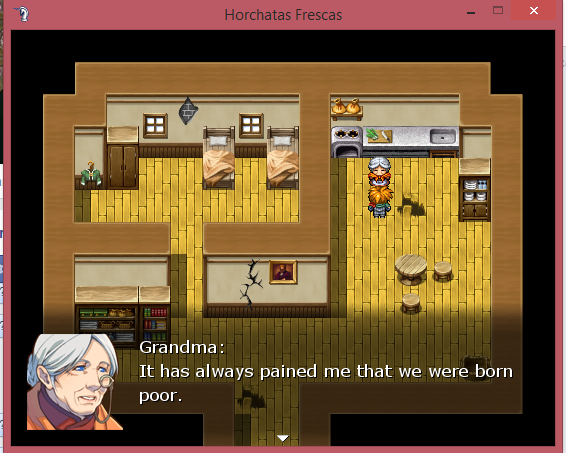 Horchatas Frescas
Grandma:
It has always pained me that we were born
poor.